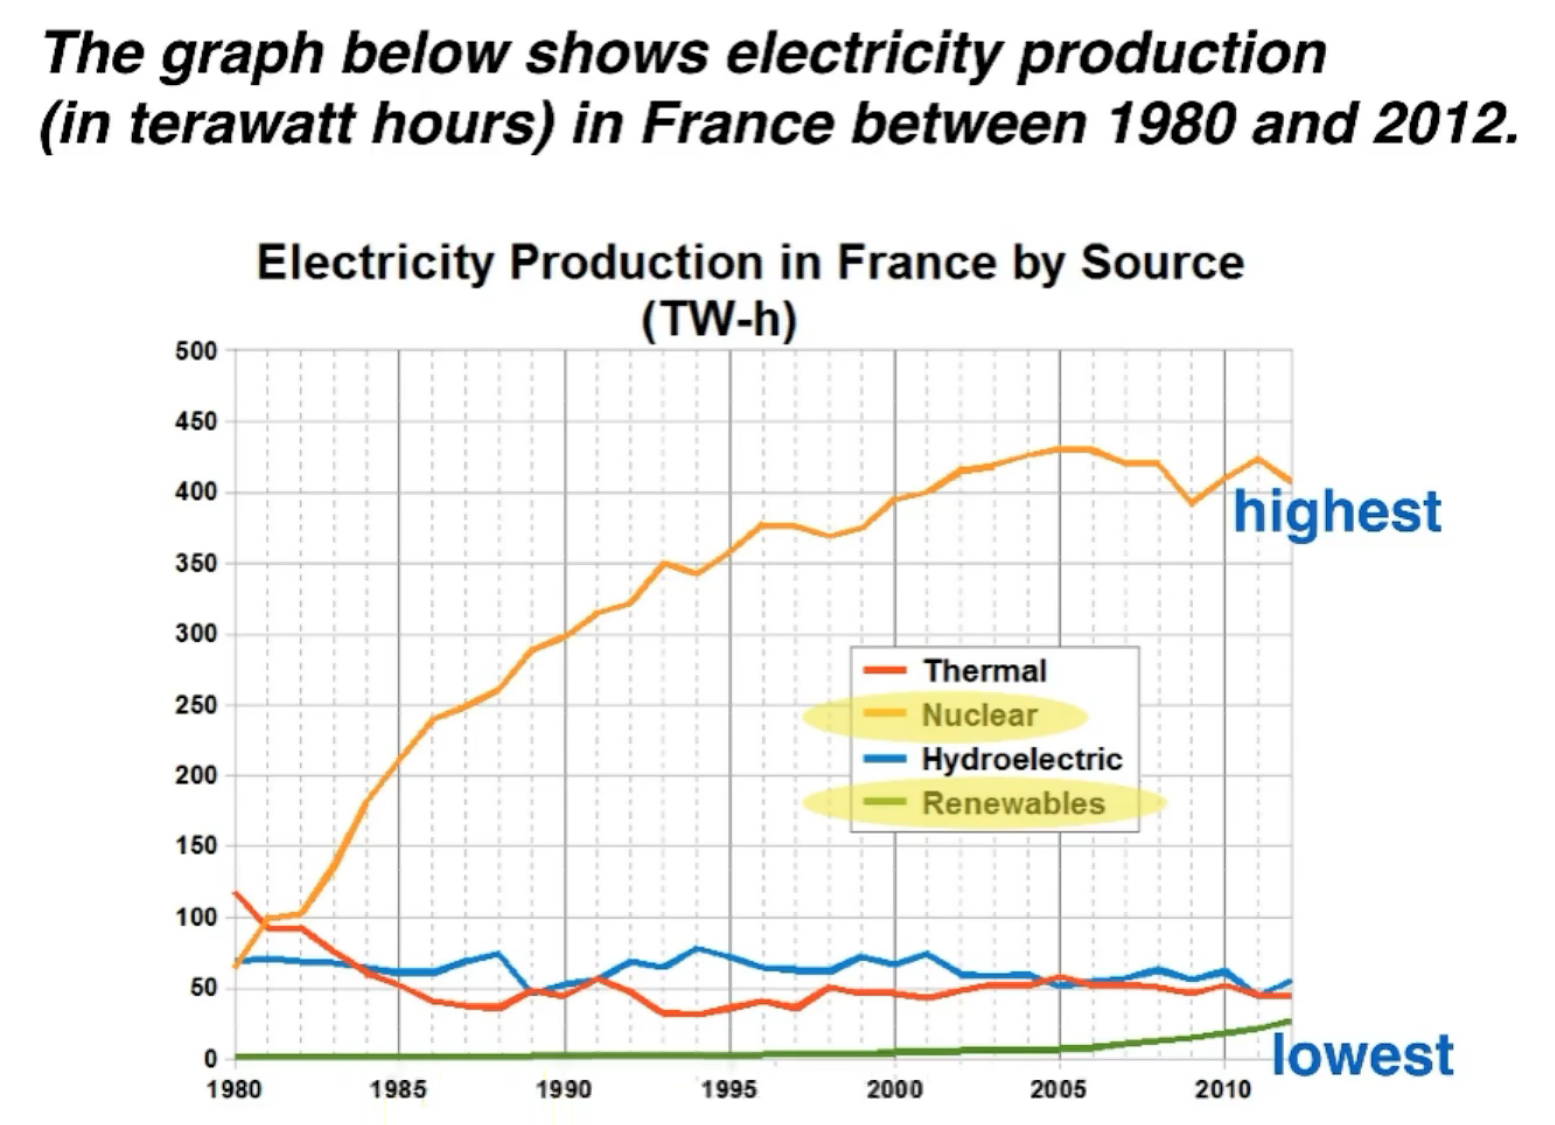 The graph below shows electricity production
(in terawatt hours) in France between 1980 and 2012.
Electricity Production in France by Source
(TW-h)
500
450
400
highest
350
300
Thermal
250
Nuclear
Hydroelectric
200
Renewables
150
100
50
0
lowest
1980 1985 1990 1995 2000 2005 2010